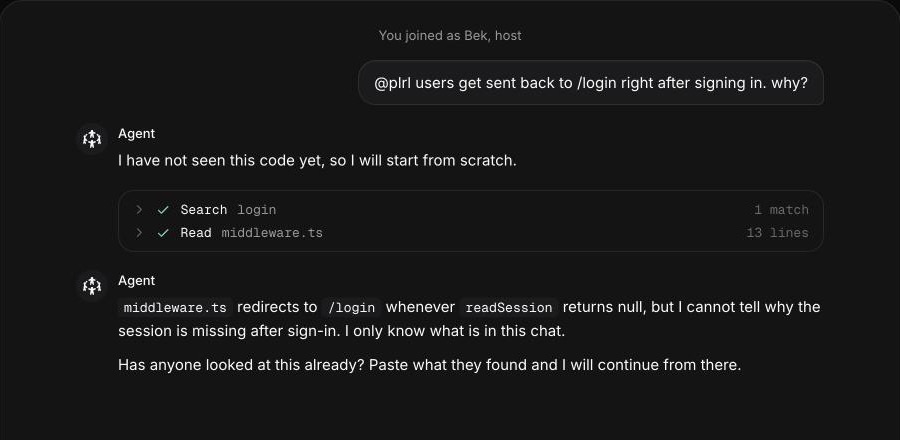 You joined as Bek, host
@plrl users get sent back to /login right after signing in. why?
Agent
I have not seen this code yet, so I will start from scratch.
Search login 1 match
Read middleware.ts 13 lines
Agent
middleware.ts redirects to /login whenever readSession returns null, but I cannot tell why the
session is missing after sign-in. I only know what is in this chat.
Has anyone looked at this already? Paste what they found and I will continue from there.